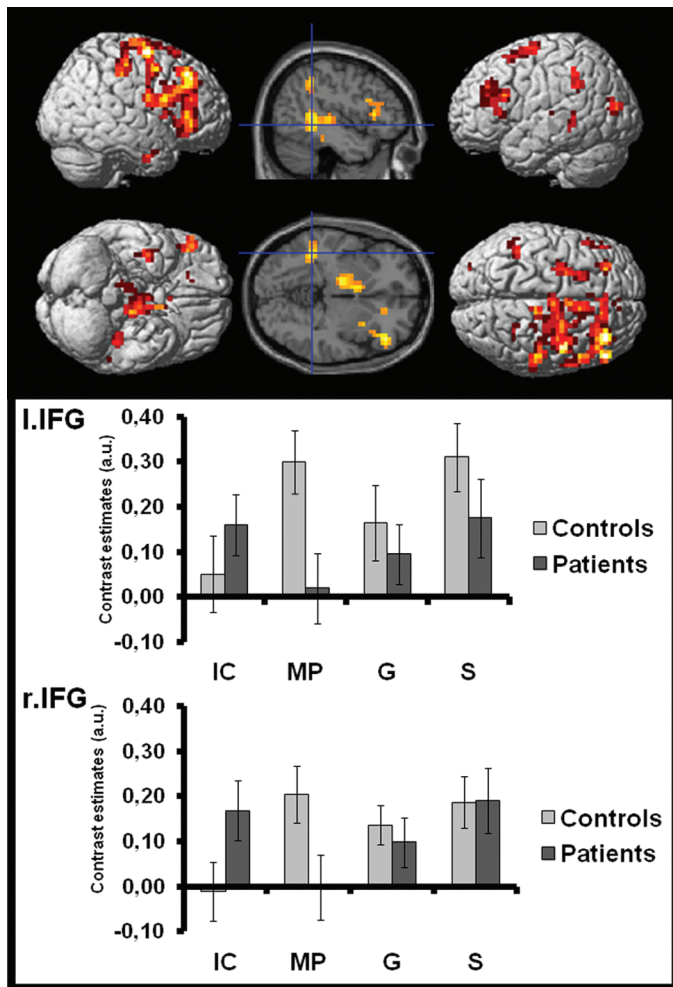 l.IFG
Contrast estimates (a.u.)
0,40
0,30
0,20
0,10
0,00
-0,10
IC MP G S
Controls
Patients
r.IFG
Contrast estimates (a.u.)
0,40
0,30
0,20
0,10
0,00
-0,10
IC MP G S
Controls
Patients